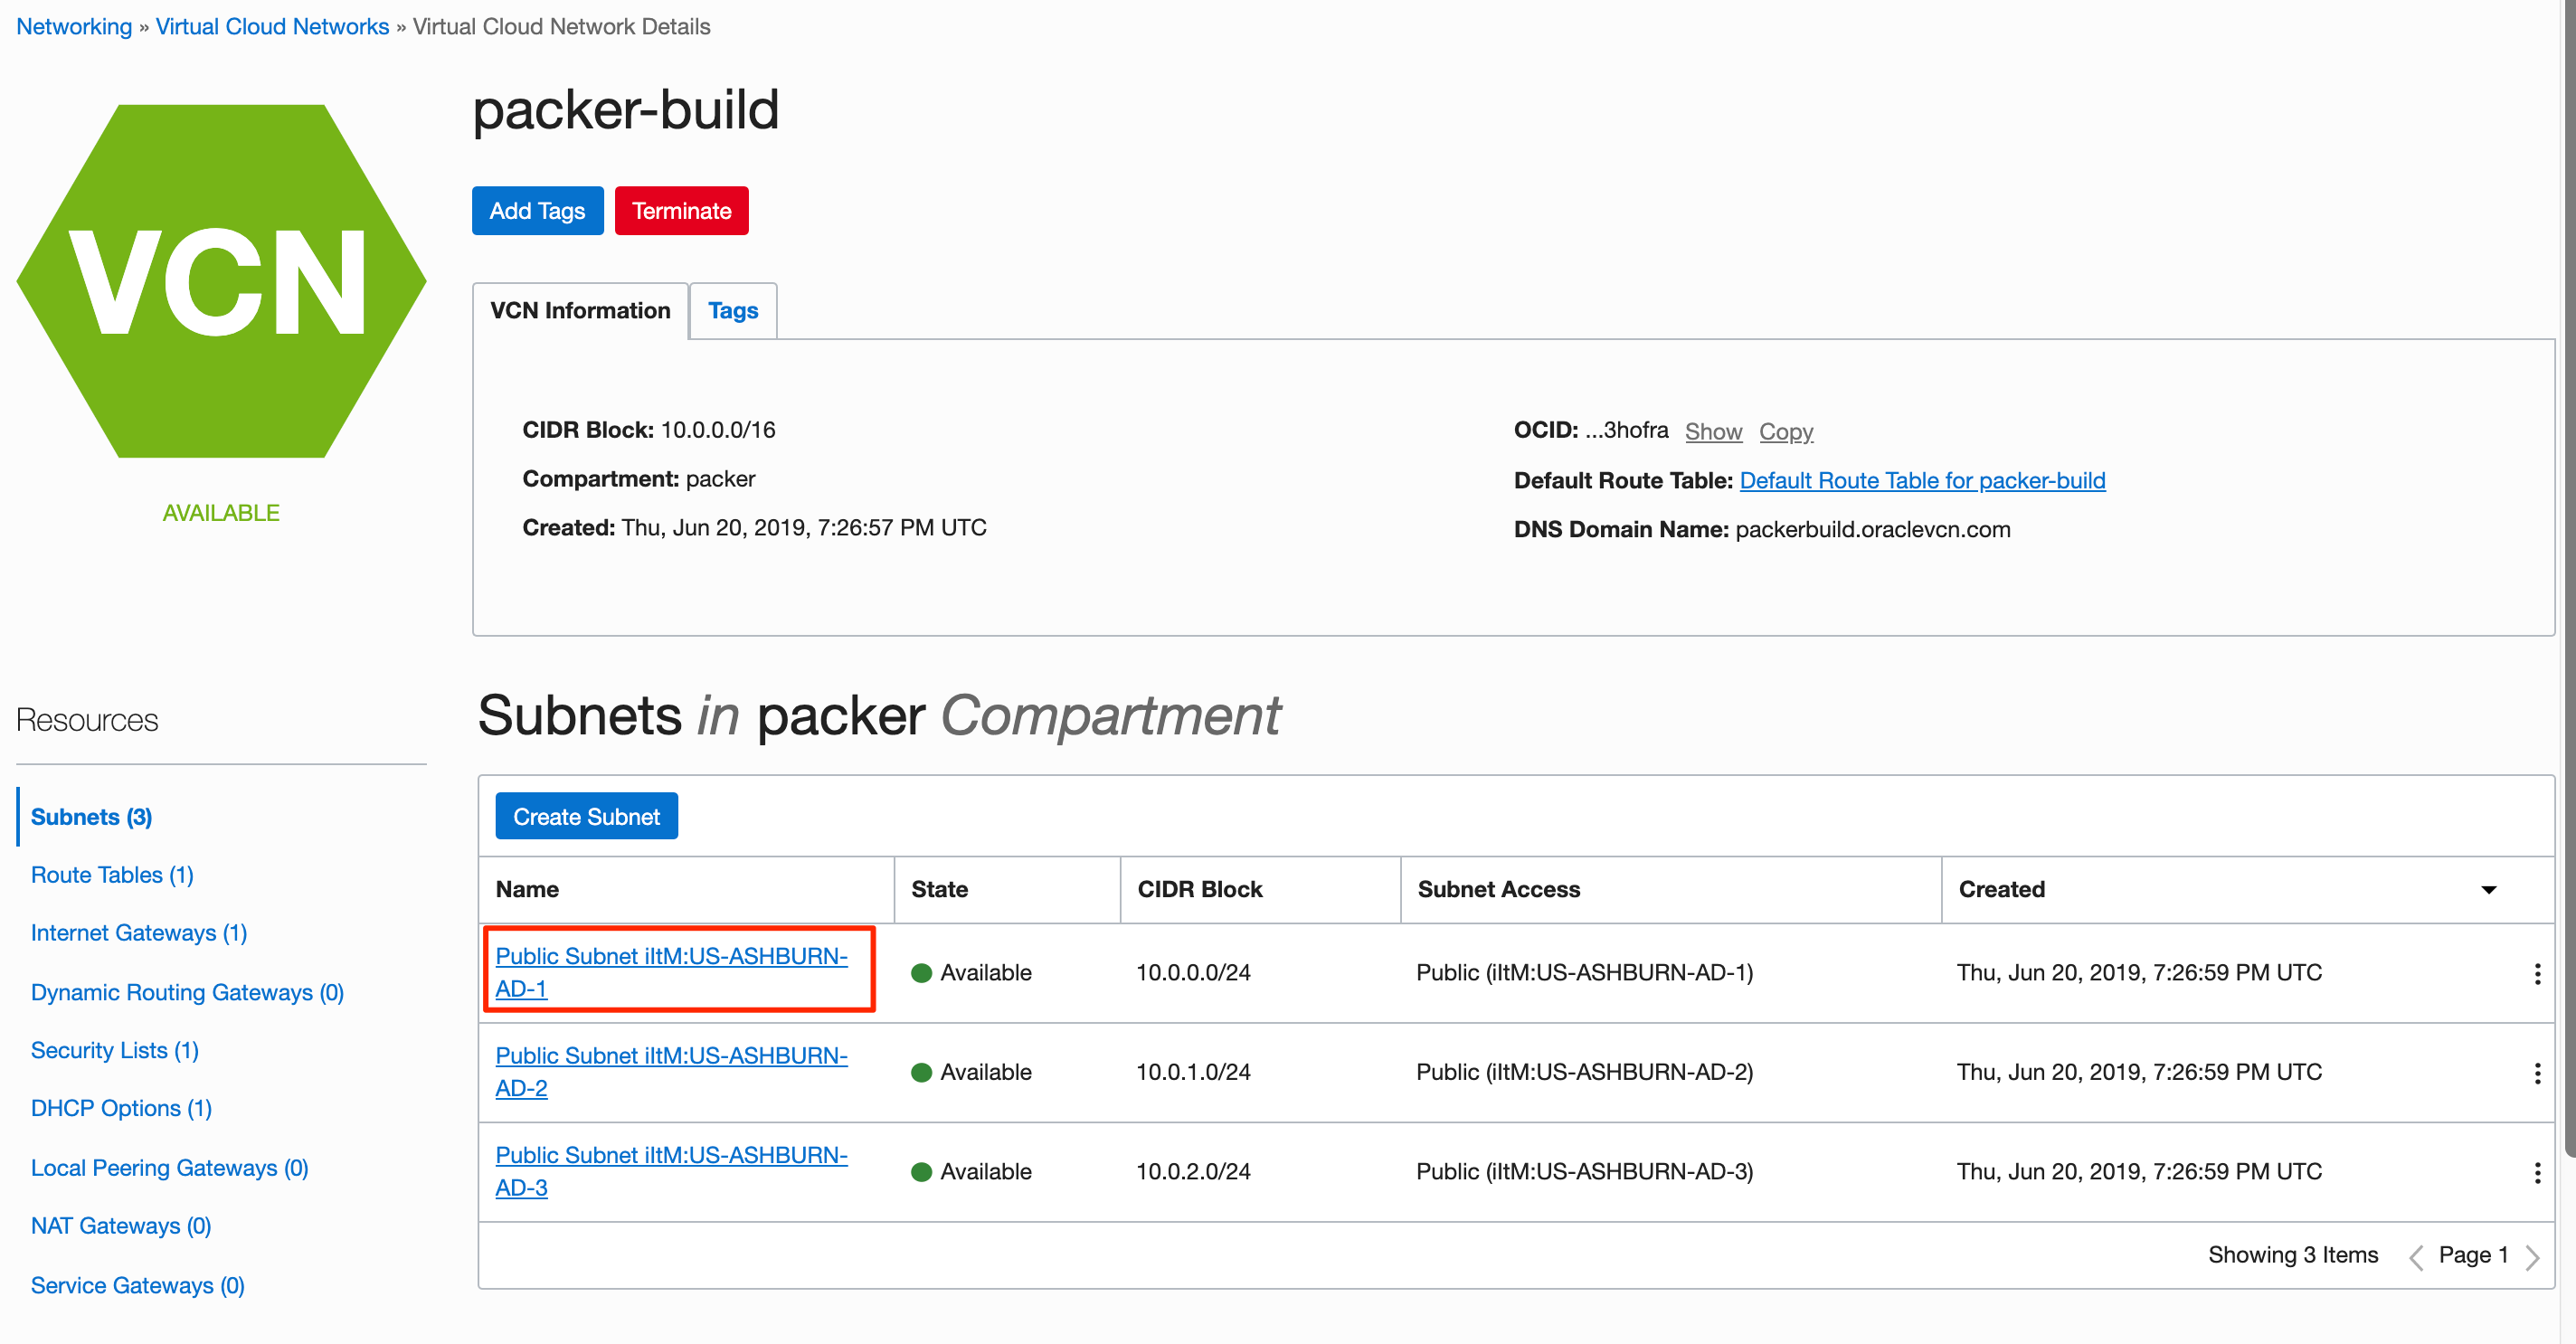 Networking » Virtual Cloud Networks » Virtual Cloud Network Details
VCN
AVAILABLE
packer-build
Add Tags Terminate
VCN Information Tags
CIDR Block: 10.0.0.0/16
Compartment: packer
Created: Thu, Jun 20, 2019, 7:26:57 PM UTC
OCID: ...3hofra Show Copy
Default Route Table: Default Route Table for packer-build
DNS Domain Name: packerbuild.oraclevcn.com
Resources
Subnets (3)
Route Tables (1)
Internet Gateways (1)
Dynamic Routing Gateways (0)
Security Lists (1)
DHCP Options (1)
Local Peering Gateways (0)
NAT Gateways (0)
Service Gateways (0)
Subnets in packer Compartment
Create Subnet
Name State CIDR Block Subnet Access Created
Public Subnet iItM:US-ASHBURN-
AD-1 Available 10.0.0.0/24 Public (iItM:US-ASHBURN-AD-1) Thu, Jun 20, 2019, 7:26:59 PM UTC
Public Subnet iItM:US-ASHBURN-
AD-2 Available 10.0.1.0/24 Public (iItM:US-ASHBURN-AD-2) Thu, Jun 20, 2019, 7:26:59 PM UTC
Public Subnet iItM:US-ASHBURN-
AD-3 Available 10.0.2.0/24 Public (iItM:US-ASHBURN-AD-3) Thu, Jun 20, 2019, 7:26:59 PM UTC
Showing 3 Items Page 1